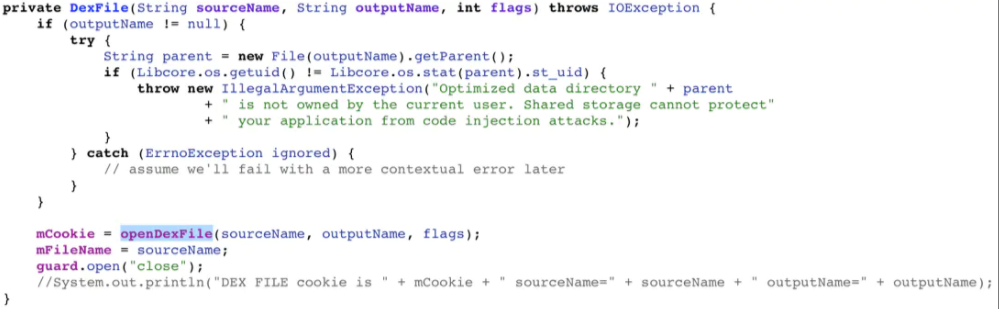 private DexFile(String sourceName, String outputName, int flags) throws IOException {
    if (outputName != null) {
        try {
            String parent = new File(outputName).getParent();
            if (Libcore.os.getuid() != Libcore.os.stat(parent).st_uid) {
                throw new IllegalArgumentException("Optimized data directory " + parent
                        + " is not owned by the current user. Shared storage cannot protect"
                        + " your application from code injection attacks.");
            }
        } catch (ErrnoException ignored) {
            // assume we'll fail with a more contextual error later
        }
    }

    mCookie = openDexFile(sourceName, outputName, flags);
    mFileName = sourceName;
    guard.open("close");
    //System.out.println("DEX FILE cookie is " + mCookie + " sourceName=" + sourceName + " outputName=" + outputName);
}